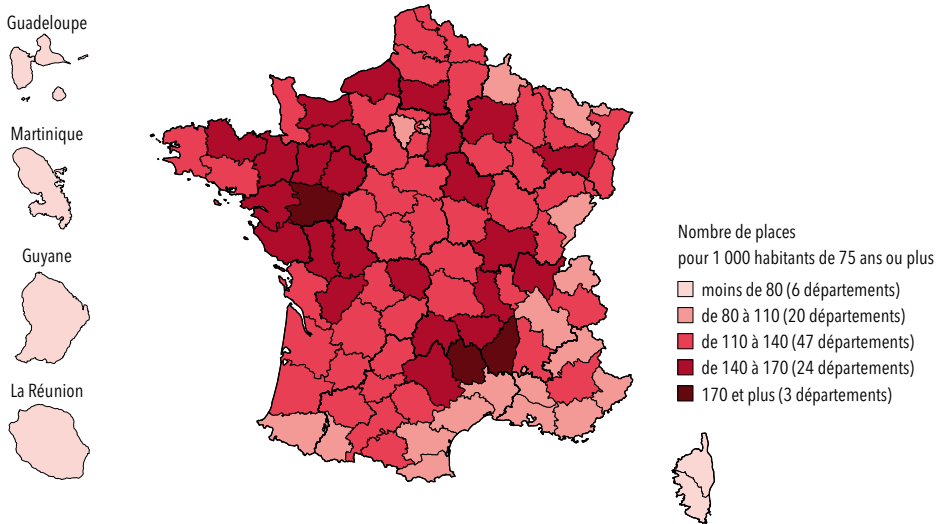 Guadeloupe
Martinique
Guyane
La Réunion
Nombre de places
pour 1 000 habitants de 75 ans ou plus
moins de 80 (6 départements)
de 80 à 110 (20 départements)
de 110 à 140 (47 départements)
de 140 à 170 (24 départements)
170 et plus (3 départements)